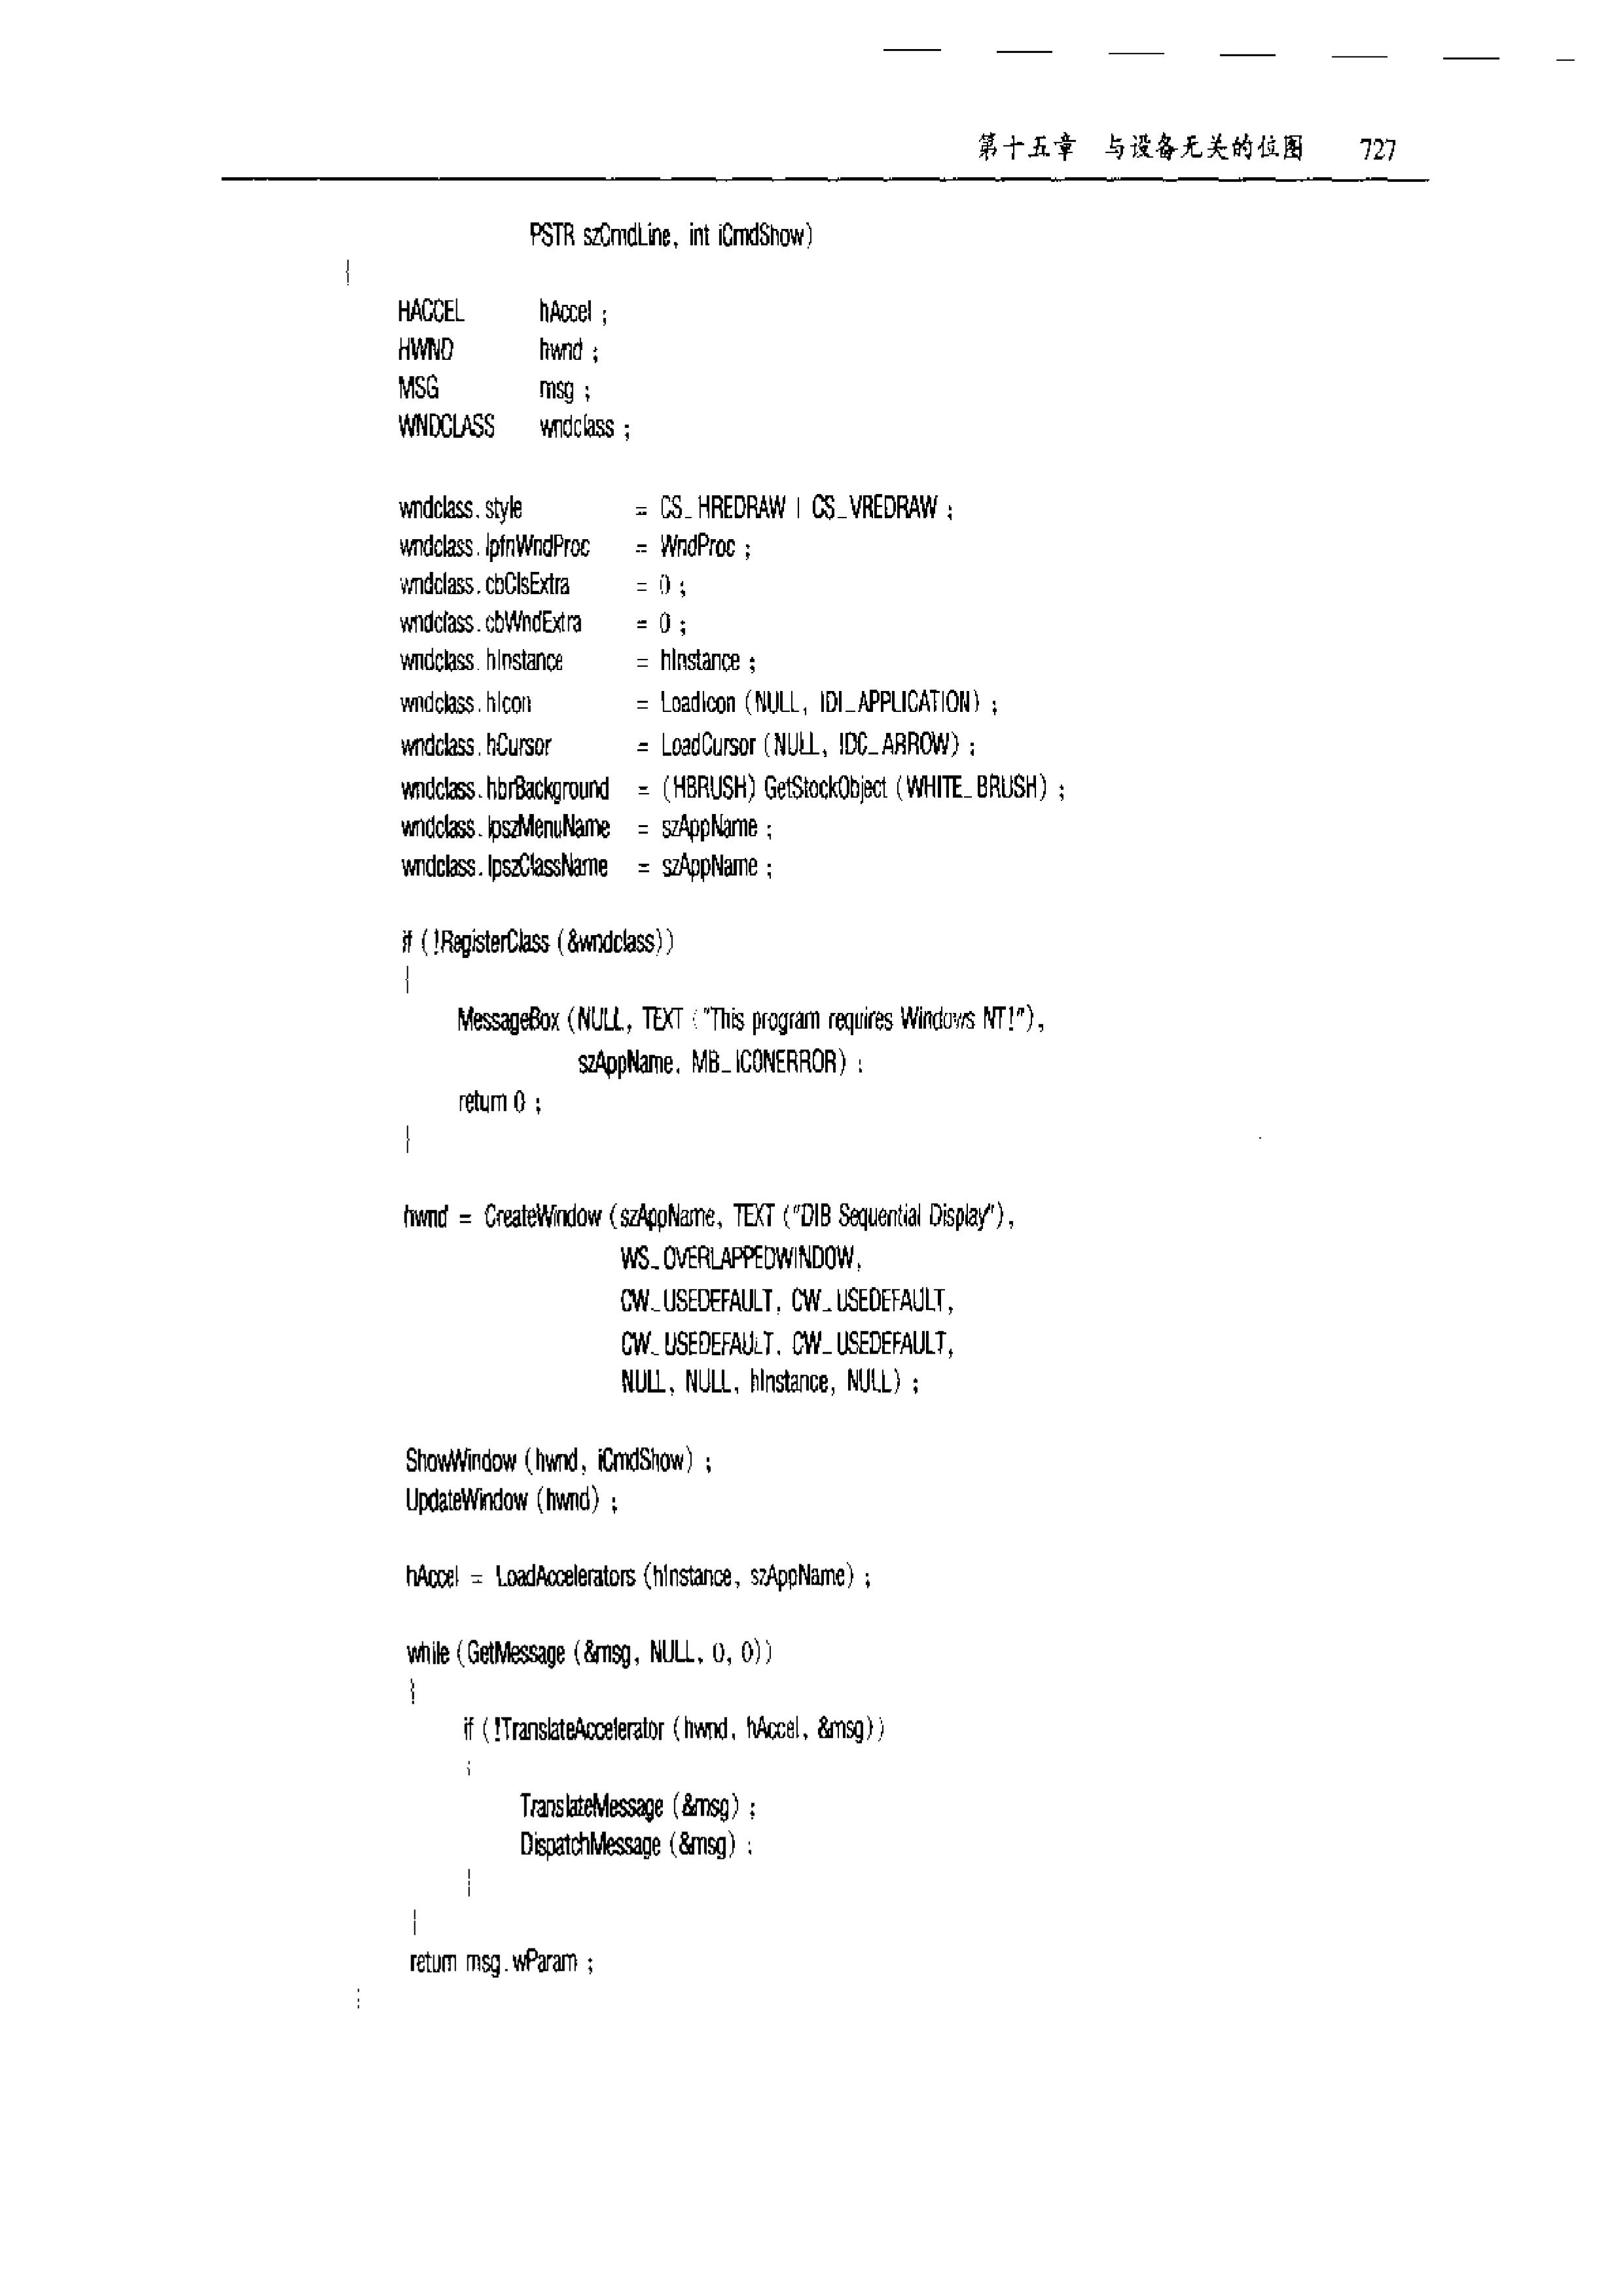 第十五章 与设备无关的位图 727
PSTR szCmdLine, int iCmdShow)
{
HACCEL hAccel ;
HWND hwnd ;
MSG msg ;
WNDCLASS wndclass ;
wndclass.style = CS_HREDRAW | CS_VREDRAW ;
wndclass.lpfnWndProc = WndProc ;
wndclass.cbClsExtra = 0 ;
wndclass.cbWndExtra = 0 ;
wndclass.hInstance = hInstance ;
wndclass.hIcon = LoadIcon (NULL, IDI_APPLICATION) ;
wndclass.hCursor = LoadCursor (NULL, IDC_ARROW) ;
wndclass.hbrBackground = (HBRUSH) GetStockObject (WHITE_BRUSH) ;
wndclass.lpszMenuName = szAppName ;
wndclass.lpszClassName = szAppName ;
if (!RegisterClass (&wndclass))
{
MessageBox (NULL, TEXT ("This program requires Windows NT!"),
szAppName, MB_ICONERROR) ;
return 0 ;
}
hwnd = CreateWindow (szAppName, TEXT ("DIB Sequential Display"),
WS_OVERLAPPEDWINDOW,
CW_USEDEFAULT, CW_USEDEFAULT,
CW_USEDEFAULT, CW_USEDEFAULT,
NULL, NULL, hInstance, NULL) ;
ShowWindow (hwnd, iCmdShow) ;
UpdateWindow (hwnd) ;
hAccel = LoadAccelerators (hInstance, szAppName) ;
while (GetMessage (&msg, NULL, 0, 0))
{
if (!TranslateAccelerator (hwnd, hAccel, &msg))
{
TranslateMessage (&msg) ;
DispatchMessage (&msg) ;
}
}
return msg.wParam ;
}